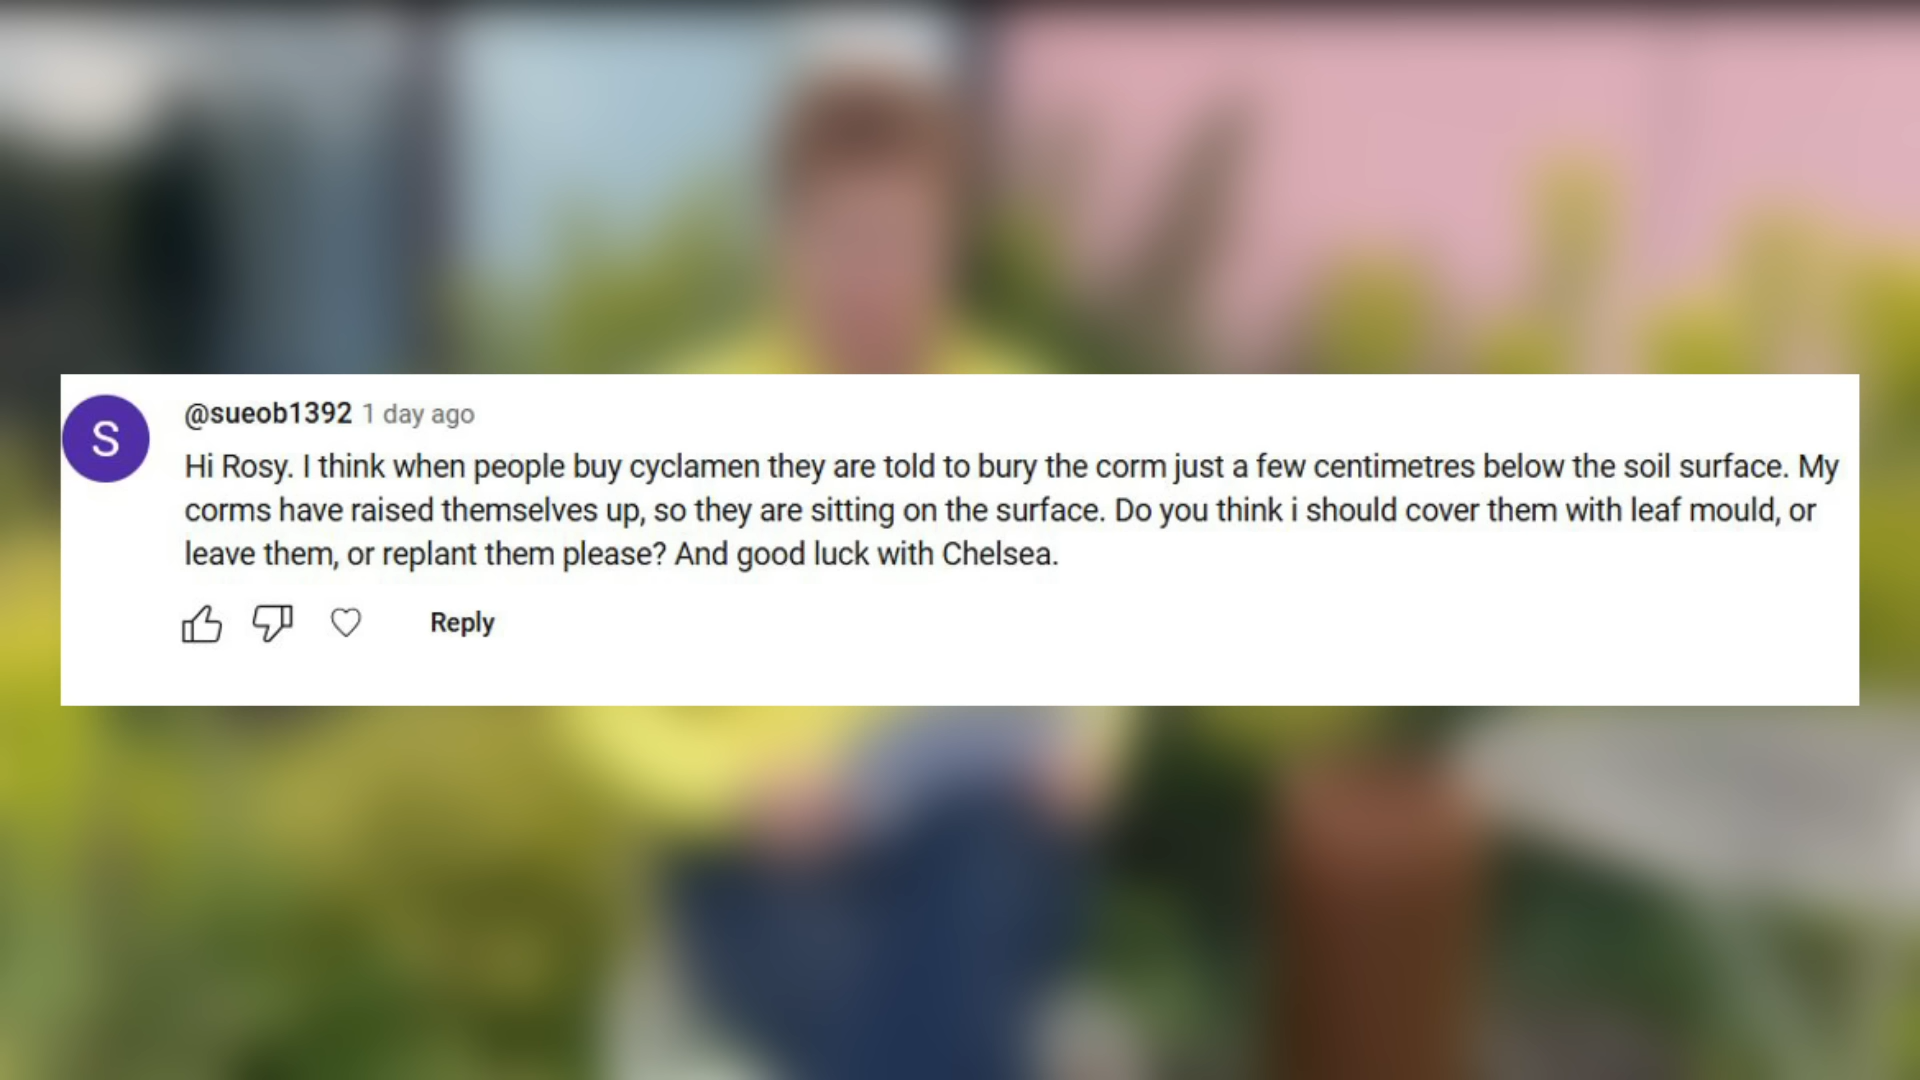 S
@sueob1392 1 day ago
Hi Rosy. I think when people buy cyclamen they are told to bury the corm just a few centimetres below the soil surface. My
corms have raised themselves up, so they are sitting on the surface. Do you think i should cover them with leaf mould, or
leave them, or replant them please? And good luck with Chelsea.
Reply